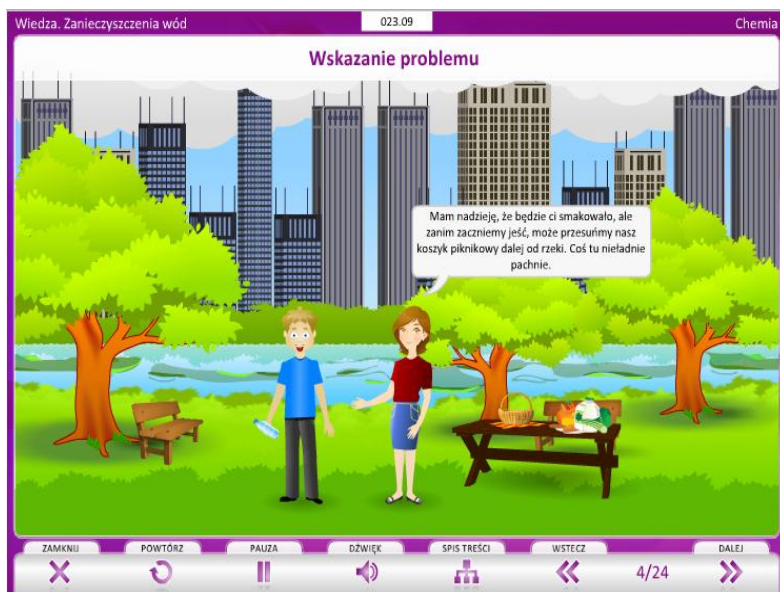 Wiedza. Zanieczyszczenia wód
023.09
Chemia
Wskazanie problemu
Mam nadzieję, że będzie ci smakowało, ale
zanim zaczniemy jeść, może przesuńmy nasz
koszyk piknikowy dalej od rzeki. Coś tu nieładnie
pachnie.
ZAMKNIJ
POWTÓRZ
PAUZA
DŹWIĘK
SPIS TREŚCI
WSTECZ
4/24
DALEJ